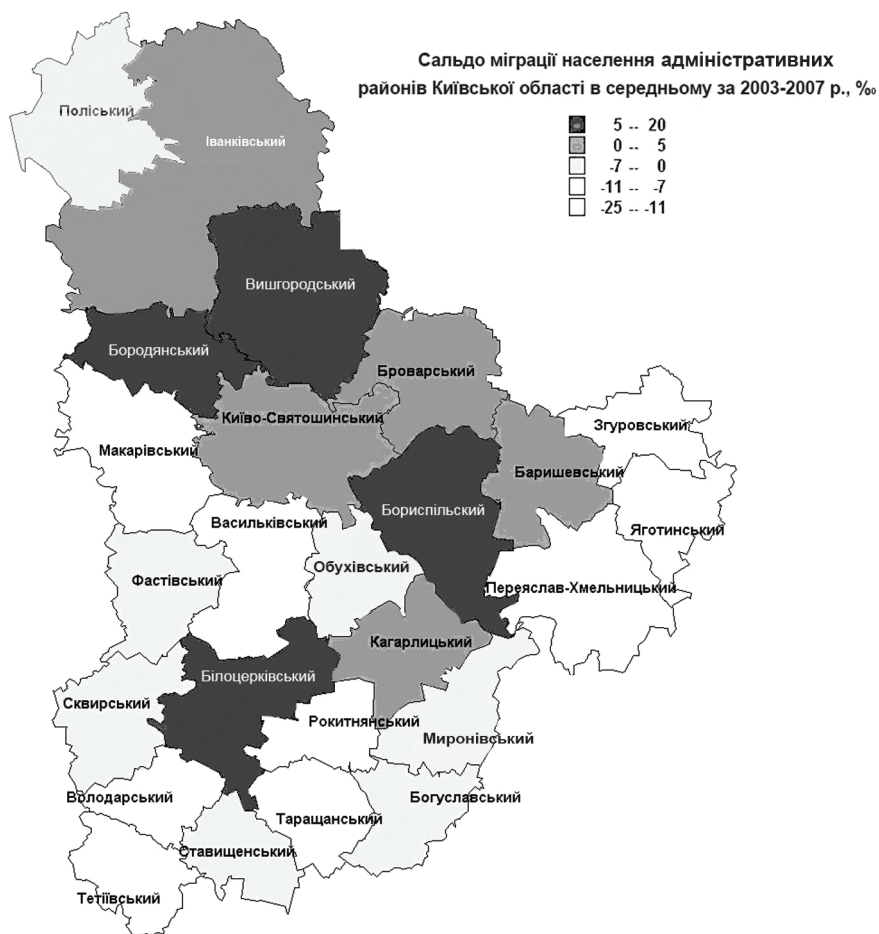 Сальдо міграції населення адміністративних
районів Київської області в середньому за 2003-2007 р., ‰
5 -- 20
0 -- 5
-7 -- 0
-11 -- -7
-25 -- -11
Поліський
Іванківський
Вишгородський
Бородянський
Броварський
Київо-Святошинський
Згуровський
Макарівський
Баришевський
Бориспільский
Васильківський
Яготинський
Обухівський
Фастівський
Переяслав-Хмельницький
Кагарлицький
Білоцерківський
Сквирський
Рокитнянський
Миронівський
Володарський
Богуславський
Таращанський
Ставищенський
Тетіївський